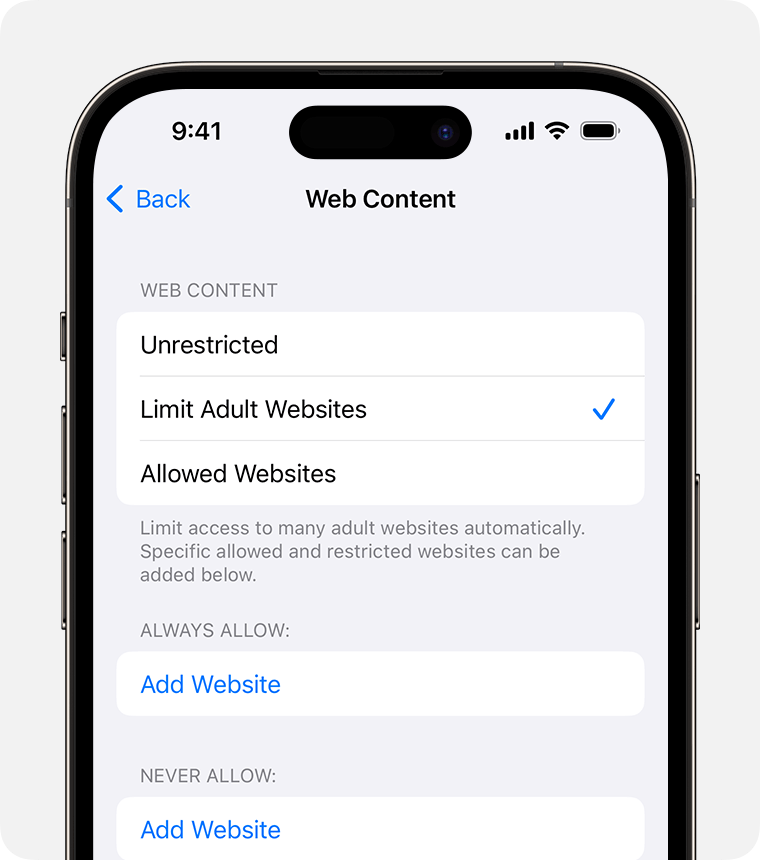 9:41
Back
Web Content
WEB CONTENT
Unrestricted
Limit Adult Websites
Allowed Websites
Limit access to many adult websites automatically.
Specific allowed and restricted websites can be
added below.
ALWAYS ALLOW:
Add Website
NEVER ALLOW:
Add Website